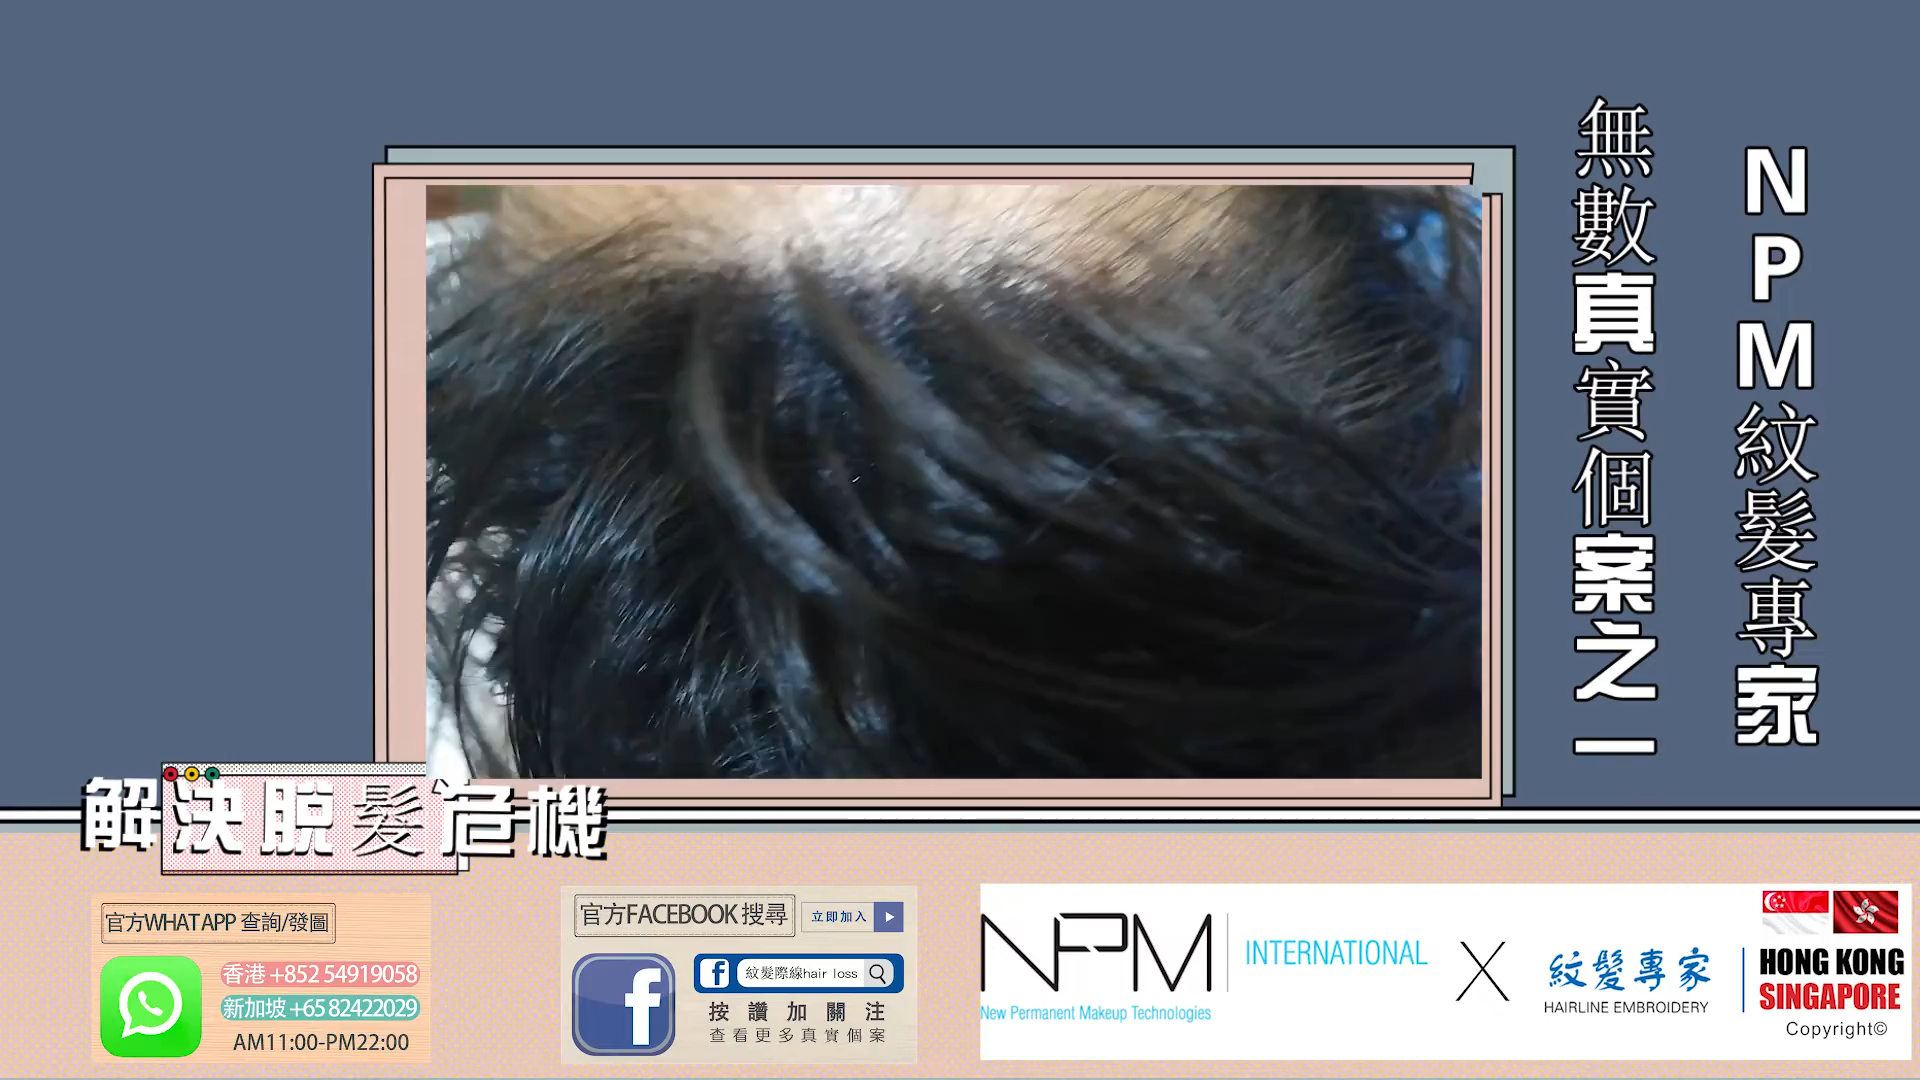 NPM紋髮專家
無數真實個案之一
解決脫髮危機
官方WHATAPP 查詢/發圖
香港 +852 54919058
新加坡 +65 82422029
AM11:00-PM22:00
官方FACEBOOK 搜尋
立即加入
紋髮際線hair loss
按讚加關注
查看更多真實個案
NPM
INTERNATIONAL
New Permanent Makeup Technologies
X
紋髮專家
HAIRLINE EMBROIDERY
HONG KONG
SINGAPORE
Copyright©